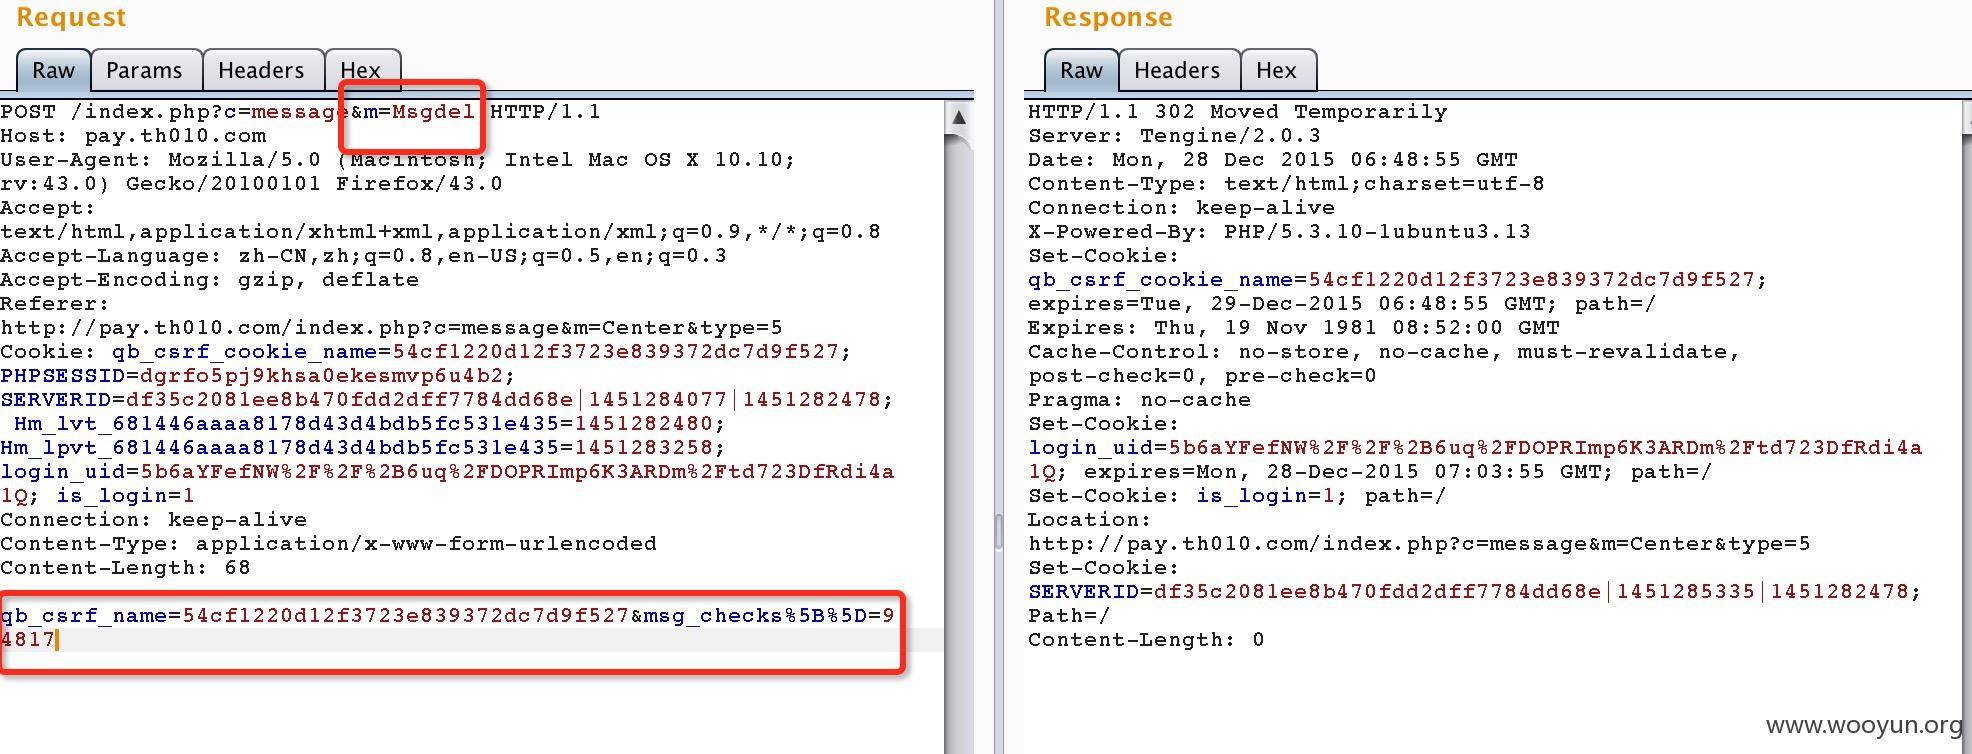 Request
Raw Params Headers Hex
POST /index.php?c=message&m=Msgdel HTTP/1.1
Host: pay.th010.com
User-Agent: Mozilla/5.0 (Macintosh; Intel Mac OS X 10.10;
rv:43.0) Gecko/20100101 Firefox/43.0
Accept:
text/html,application/xhtml+xml,application/xml;q=0.9,*/*;q=0.8
Accept-Language: zh-CN,zh;q=0.8,en-US;q=0.5,en;q=0.3
Accept-Encoding: gzip, deflate
Referer:
http://pay.th010.com/index.php?c=message&m=Center&type=5
Cookie: qb_csrf_cookie_name=54cf1220d12f3723e839372dc7d9f527;
PHPSESSID=dgrfo5pj9khsa0ekesmvp6u4b2;
SERVERID=df35c2081ee8b470fdd2dff7784dd68e|1451284077|1451282478;
Hm_lvt_681446aaaa8178d43d4bdb5fc531e435=1451282480;
Hm_lpvt_681446aaaa8178d43d4bdb5fc531e435=1451283258;
login_uid=5b6aYFefNW%2F%2F%2B6uq%2FDOPRImp6K3ARDm%2Ftd723DfRdi4a
1Q; is_login=1
Connection: keep-alive
Content-Type: application/x-www-form-urlencoded
Content-Length: 68
qb_csrf_name=54cf1220d12f3723e839372dc7d9f527&msg_checks%5B%5D=9
4817
Response
Raw Headers Hex
HTTP/1.1 302 Moved Temporarily
Server: Tengine/2.0.3
Date: Mon, 28 Dec 2015 06:48:55 GMT
Content-Type: text/html;charset=utf-8
Connection: keep-alive
X-Powered-By: PHP/5.3.10-1ubuntu3.13
Set-Cookie:
qb_csrf_cookie_name=54cf1220d12f3723e839372dc7d9f527;
expires=Tue, 29-Dec-2015 06:48:55 GMT; path=/
Expires: Thu, 19 Nov 1981 08:52:00 GMT
Cache-Control: no-store, no-cache, must-revalidate,
post-check=0, pre-check=0
Pragma: no-cache
Set-Cookie:
login_uid=5b6aYFefNW%2F%2F%2B6uq%2FDOPRImp6K3ARDm%2Ftd723DfRdi4a
1Q; expires=Mon, 28-Dec-2015 07:03:55 GMT; path=/
Set-Cookie: is_login=1; path=/
Location:
http://pay.th010.com/index.php?c=message&m=Center&type=5
Set-Cookie:
SERVERID=df35c2081ee8b470fdd2dff7784dd68e|1451285335|1451282478;
Path=/
Content-Length: 0
www.wooyun.org